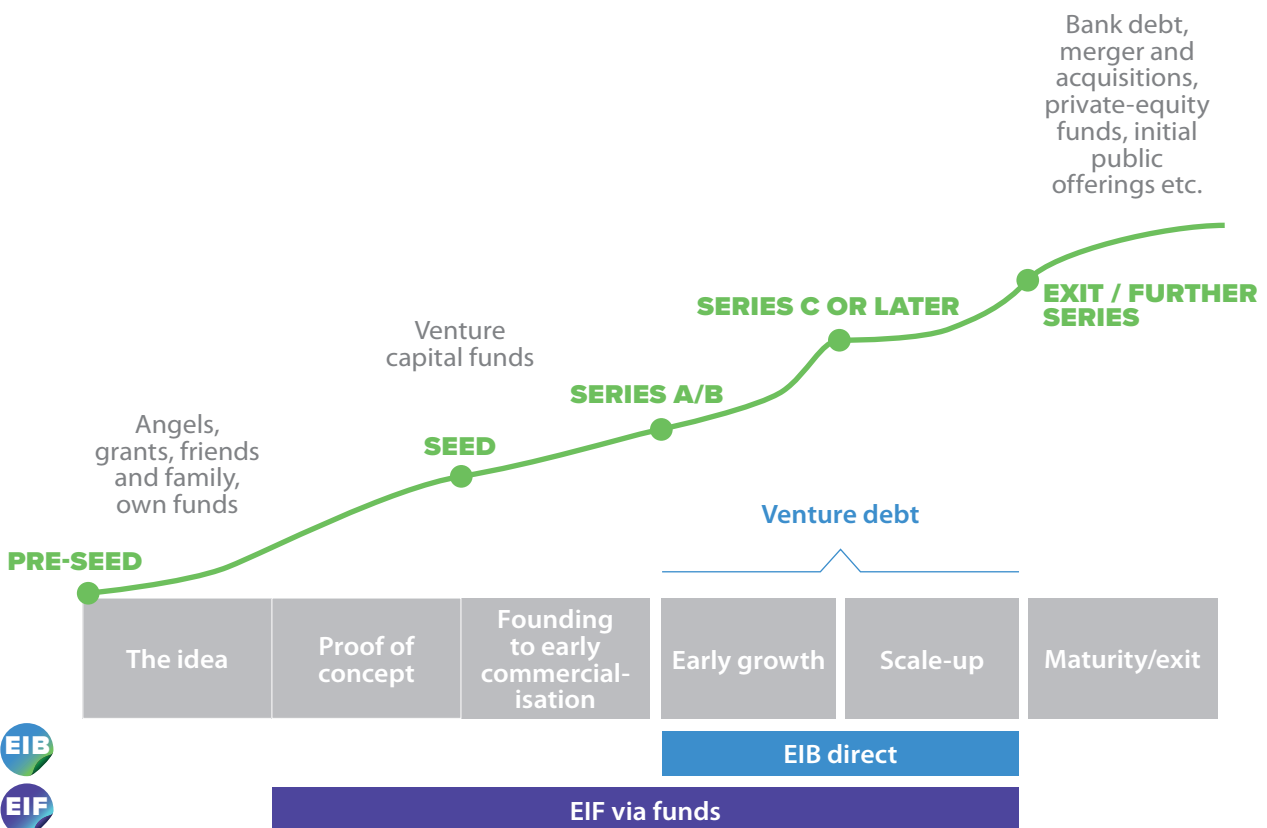 Bank debt,
merger and
acquisitions,
private-equity
funds, initial
public
offerings etc.
EXIT / FURTHER
SERIES
SERIES C OR LATER
Venture
capital funds
SERIES A/B
Angels,
grants, friends
and family,
own funds
SEED
Venture debt
PRE-SEED
The idea
Proof of
concept
Founding
to early
commercial-
isation
Early growth
Scale-up
Maturity/exit
EIB
EIB direct
EIF
EIF via funds